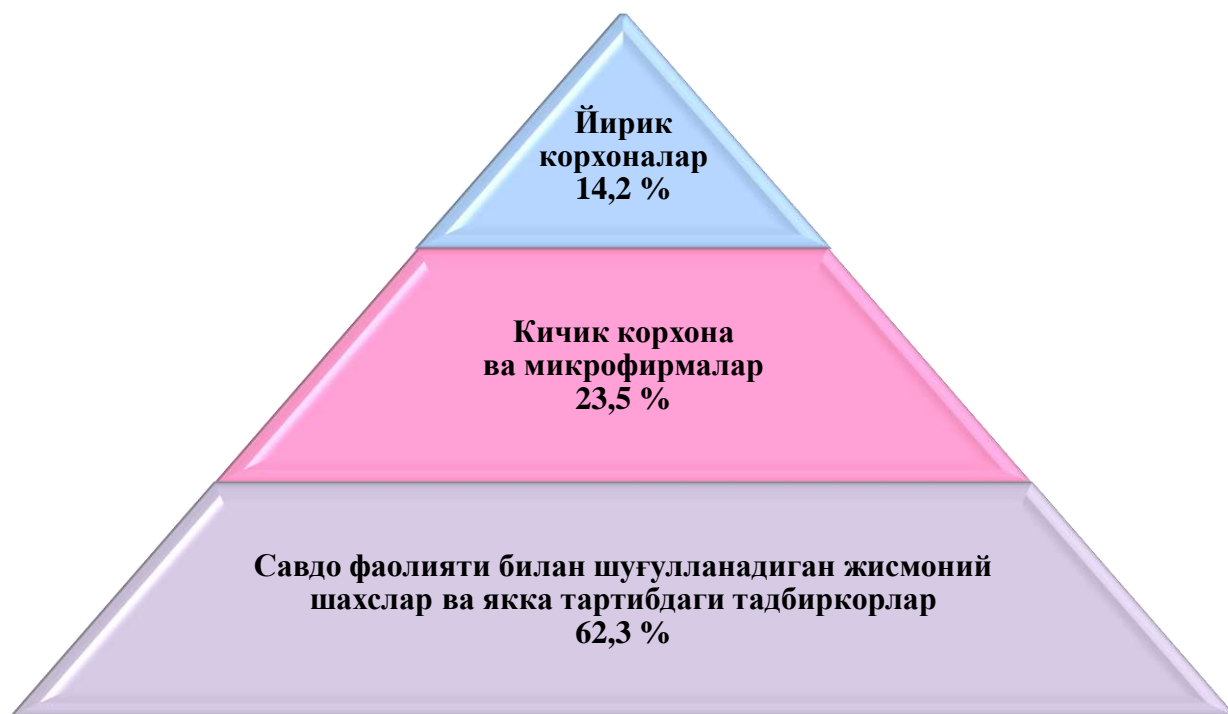 Йирик
корхоналар
14,2 %
Кичик корхона
ва микрофирмалар
23,5 %
Савдо фаолияти билан шуғулланадиган жисмоний
шахслар ва якка тартибдаги тадбиркорлар
62,3 %